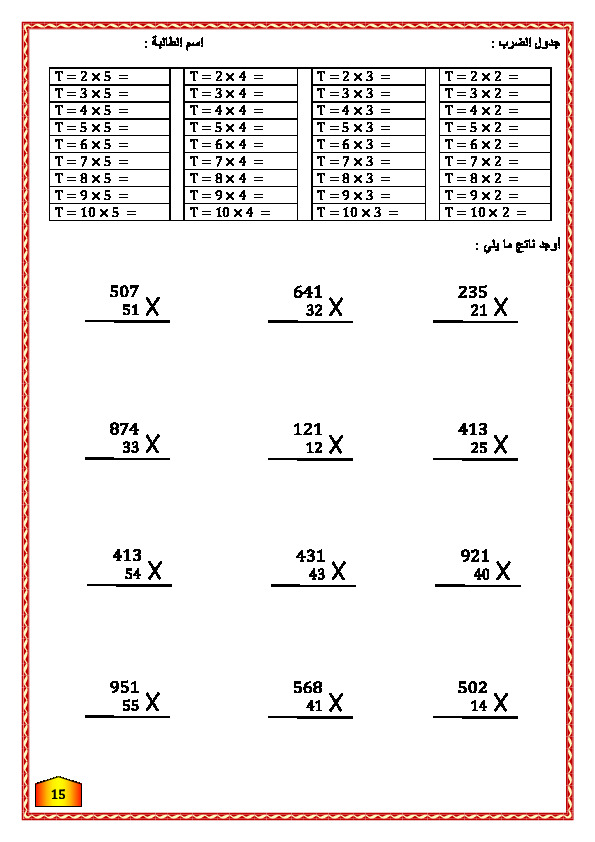 جدول الضرب : اسم الطالبة :
T = 2 × 5 = T = 2 × 4 = T = 2 × 3 = T = 2 × 2 =
T = 3 × 5 = T = 3 × 4 = T = 3 × 3 = T = 3 × 2 =
T = 4 × 5 = T = 4 × 4 = T = 4 × 3 = T = 4 × 2 =
T = 5 × 5 = T = 5 × 4 = T = 5 × 3 = T = 5 × 2 =
T = 6 × 5 = T = 6 × 4 = T = 6 × 3 = T = 6 × 2 =
T = 7 × 5 = T = 7 × 4 = T = 7 × 3 = T = 7 × 2 =
T = 8 × 5 = T = 8 × 4 = T = 8 × 3 = T = 8 × 2 =
T = 9 × 5 = T = 9 × 4 = T = 9 × 3 = T = 9 × 2 =
T = 10 × 5 = T = 10 × 4 = T = 10 × 3 = T = 10 × 2 =
أوجد ناتج ما يلي :
507 641 235
51 X 32 X 21 X
874 121 413
33 X 12 X 25 X
413 431 921
54 X 43 X 40 X
951 568 502
55 X 41 X 14 X
15